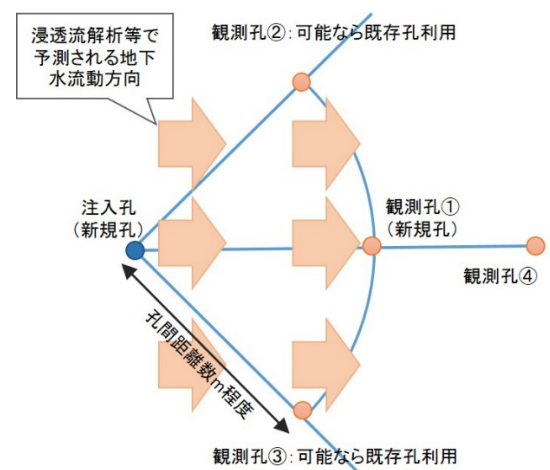 浸透流解析等で
予測される地下
水流動方向
観測孔②:可能なら既存孔利用
注入孔
(新規孔)
観測孔①
(新規孔)
観測孔④
孔間距離数m程度
観測孔③:可能なら既存孔利用